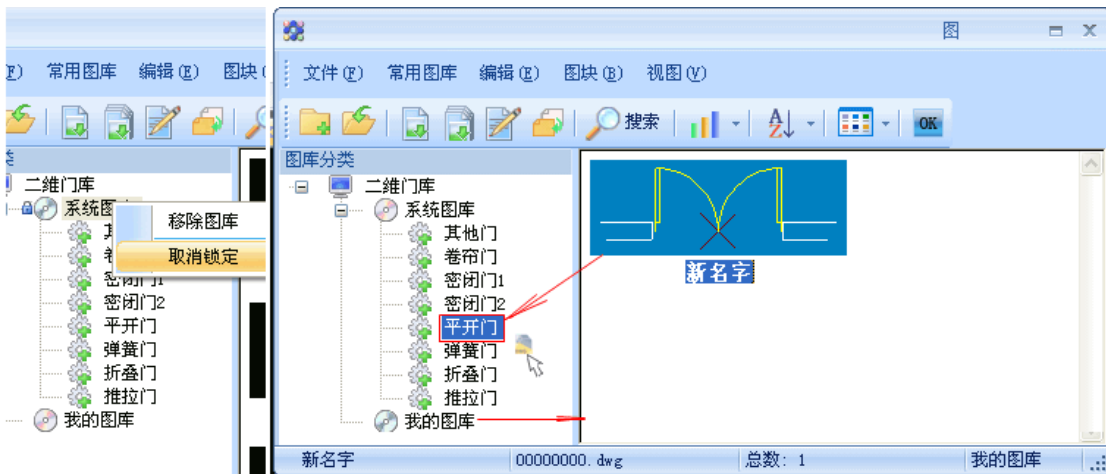 (F) 常用图库 编辑(E) 图块(
类
二维门库
系统图库
移除图库
取消锁定
密闭门1
密闭门2
平开门
弹簧门
折叠门
推拉门
我的图库
图
文件(F) 常用图库 编辑(E) 图块(B) 视图(V)
搜索 A Z OK
图库分类
二维门库
系统图库
其他门
卷帘门
密闭门1
密闭门2
平开门
弹簧门
折叠门
推拉门
我的图库
新名字
新名字 00000000.dwg 总数: 1 我的图库